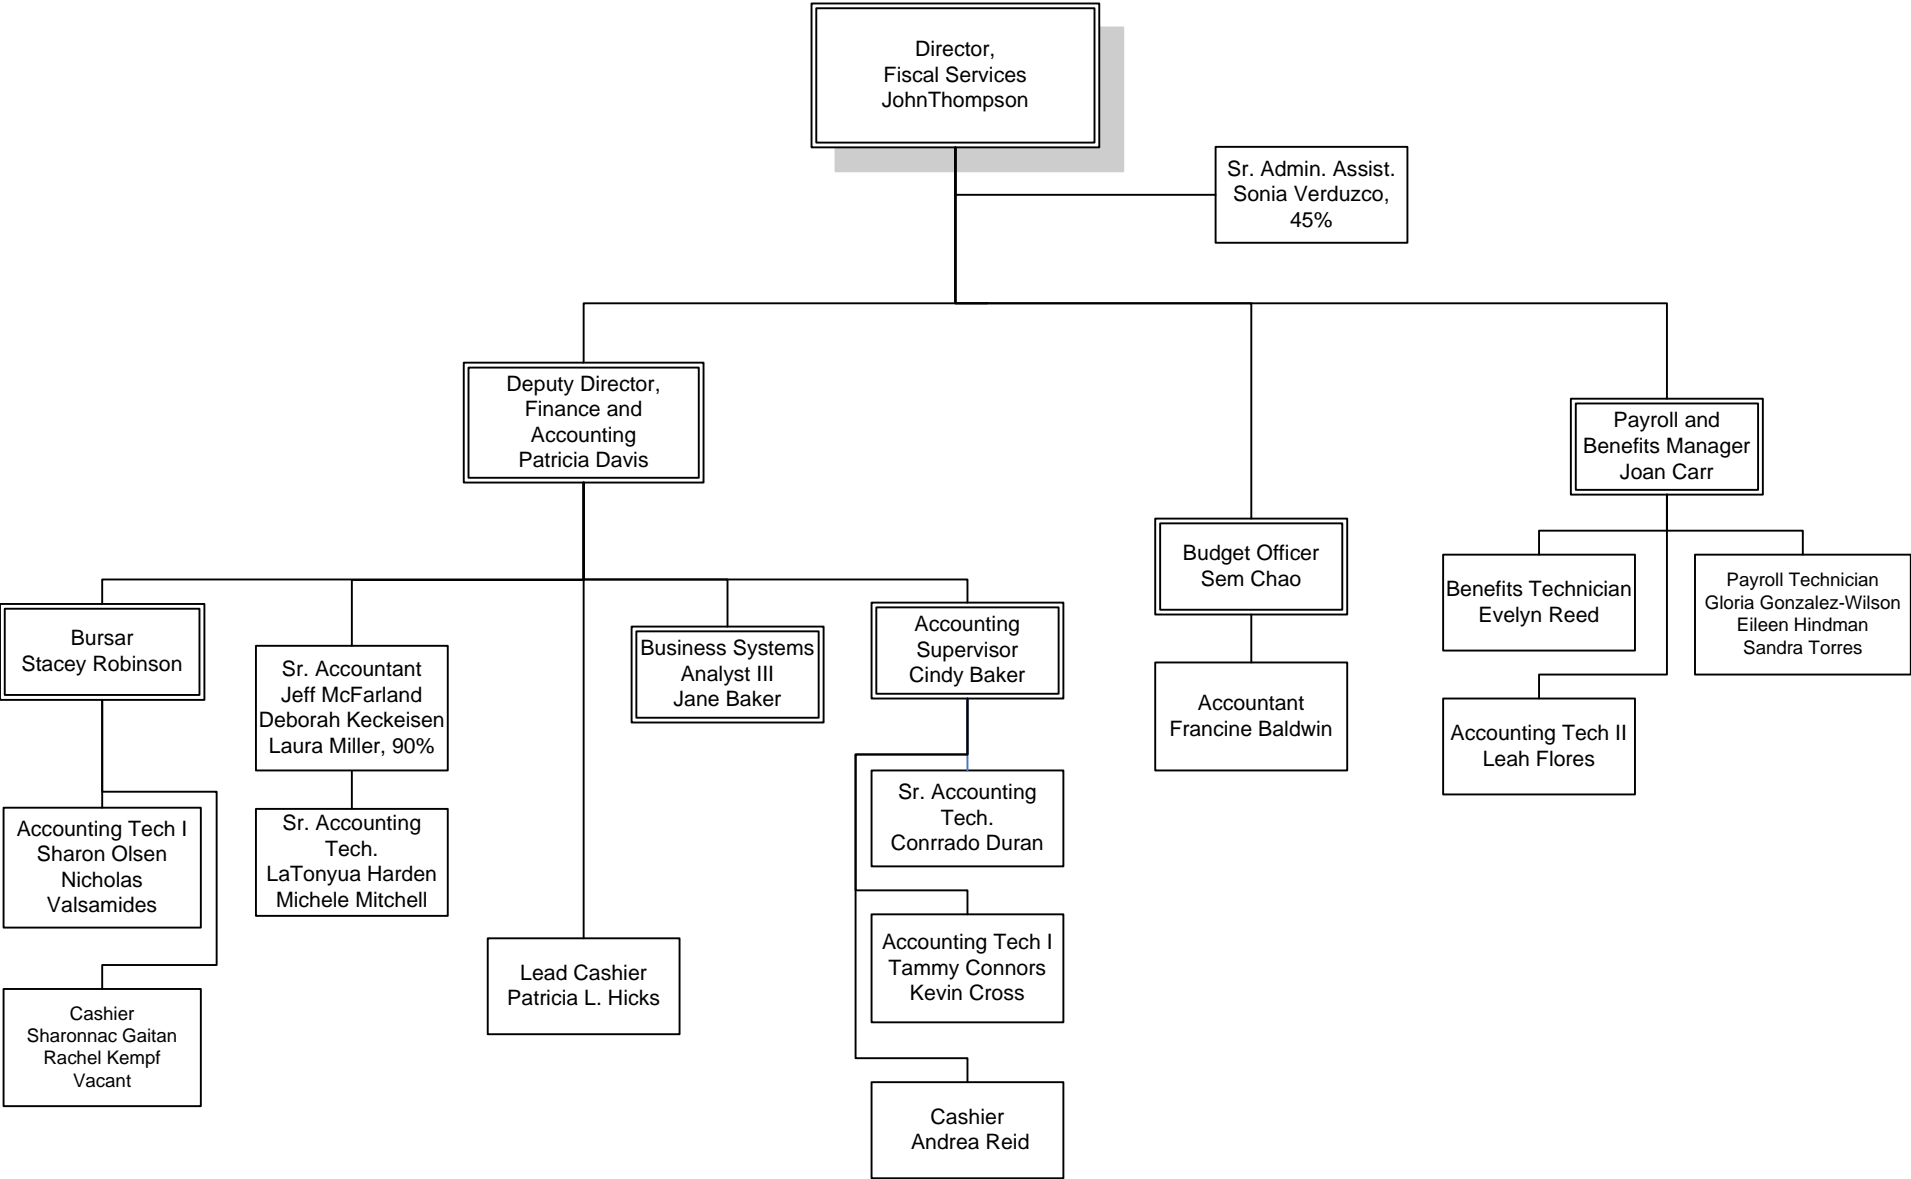 Director,
Fiscal Services
JohnThompson
Sr. Admin. Assist.
Sonia Verduzco,
45%
Deputy Director,
Finance and
Accounting
Patricia Davis
Payroll and
Benefits Manager
Joan Carr
Budget Officer
Sem Chao
Benefits Technician
Evelyn Reed
Payroll Technician
Gloria Gonzalez-Wilson
Eileen Hindman
Sandra Torres
Bursar
Stacey Robinson
Sr. Accountant
Jeff McFarland
Deborah Keckeisen
Laura Miller, 90%
Business Systems
Analyst III
Jane Baker
Accounting
Supervisor
Cindy Baker
Accountant
Francine Baldwin
Accounting Tech II
Leah Flores
Accounting Tech I
Sharon Olsen
Nicholas
Valsamides
Sr. Accounting
Tech.
LaTonyua Harden
Michele Mitchell
Sr. Accounting
Tech.
Conrrado Duran
Lead Cashier
Patricia L. Hicks
Accounting Tech I
Tammy Connors
Kevin Cross
Cashier
Sharonnac Gaitan
Rachel Kempf
Vacant
Cashier
Andrea Reid